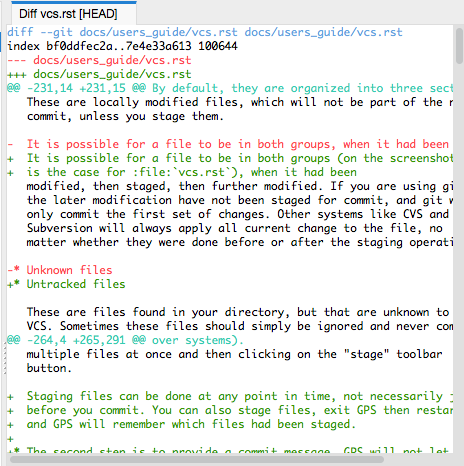 Diff vcs.rst [HEAD]
diff --git docs/users_guide/vcs.rst docs/users_guide/vcs.rst
index bf0ddfec2a..7e4e33a613 100644
--- docs/users_guide/vcs.rst
+++ docs/users_guide/vcs.rst
@@ -231,14 +231,15 @@ By default, they are organized into three sect
These are locally modified files, which will not be part of the n
commit, unless you stage them.
- It is possible for a file to be in both groups, when it had been
+ It is possible for a file to be in both groups (on the screenshot
+ is the case for :file:`vcs.rst`), when it had been
modified, then staged, then further modified. If you are using gi
the later modification have not been staged for commit, and git w
only commit the first set of changes. Other systems like CVS and
Subversion will always apply all current change to the file, no
matter whether they were done before or after the staging operati
-* Unknown files
+* Untracked files
These are files found in your directory, but that are unknown to
VCS. Sometimes these files should simply be ignored and never com
@@ -264,4 +265,291 @@ over systems).
multiple files at once and then clicking on the "stage" toolbar
button.
+ Staging files can be done at any point in time, not necessarily j
+ before you commit. You can also stage files, exit GPS then restar
+ and GPS will remember which files had been staged.
+
+* The second step is to provide a commit message. GPS will not let